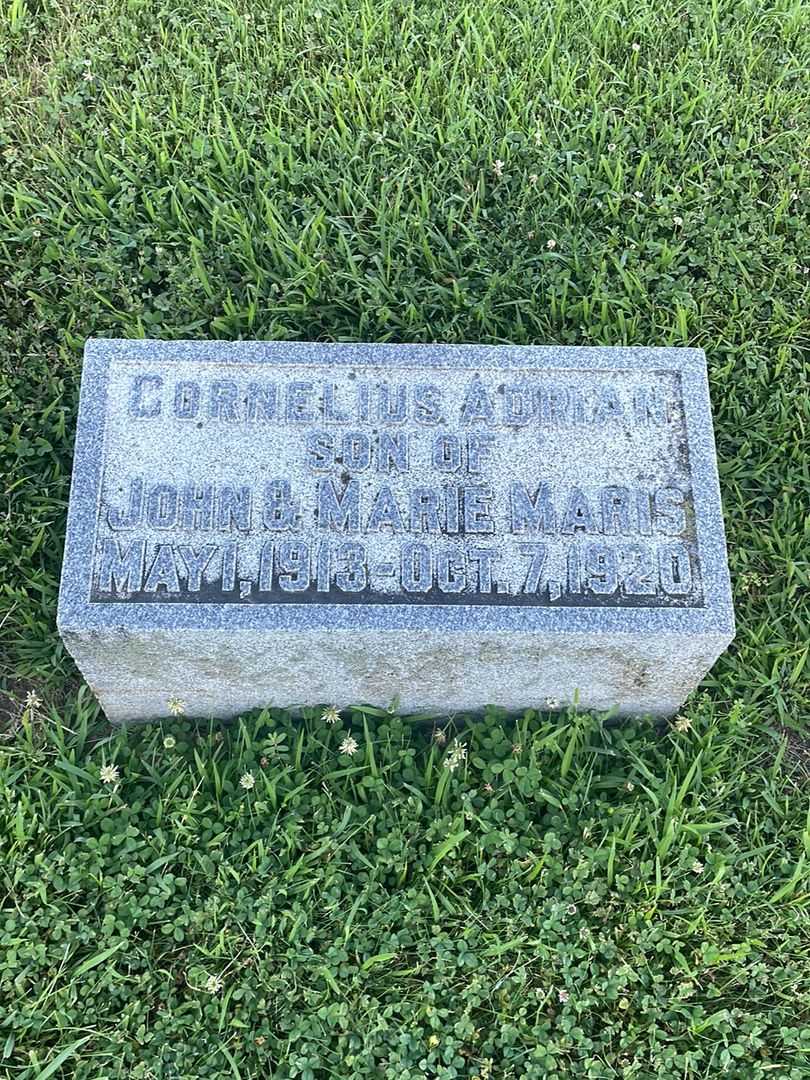 CORNELIUS ADRIAN
SON OF
JOHN & MARIE MARIS
MAY 1, 1913-OCT. 7, 1920